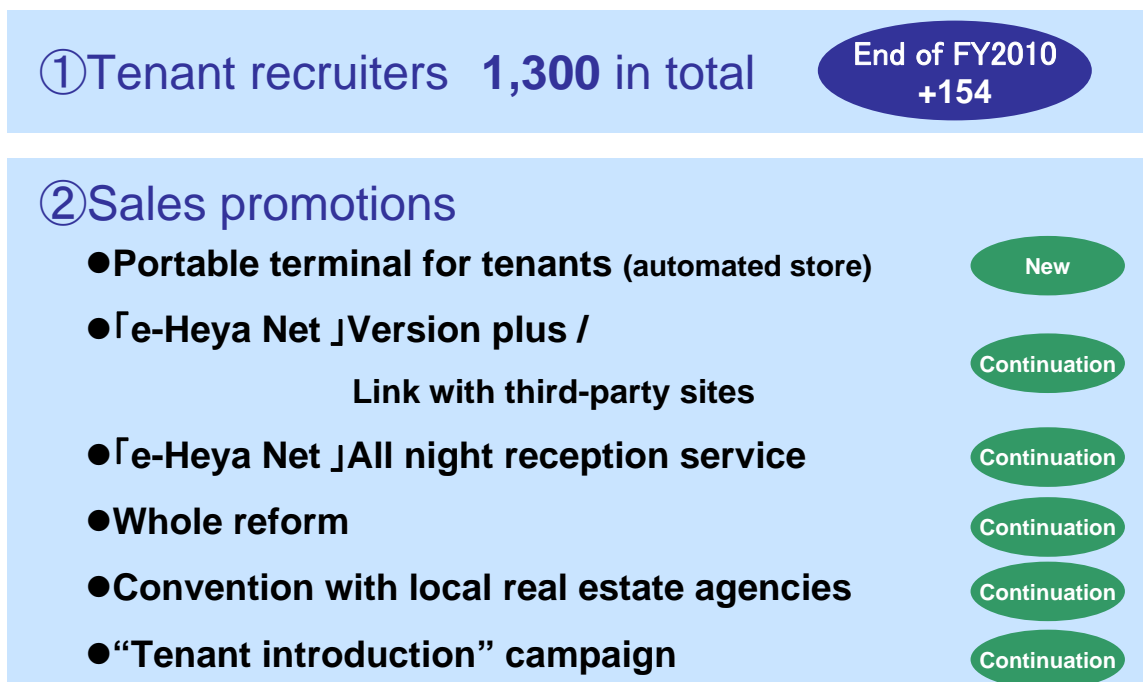 ①Tenant recruiters 1,300 in total
End of FY2010
+154
②Sales promotions
●Portable terminal for tenants (automated store)
New
●｢e-Heya Net ｣Version plus /
Link with third-party sites
Continuation
●｢e-Heya Net ｣All night reception service
Continuation
●Whole reform
Continuation
●Convention with local real estate agencies
Continuation
●“Tenant introduction” campaign
Continuation